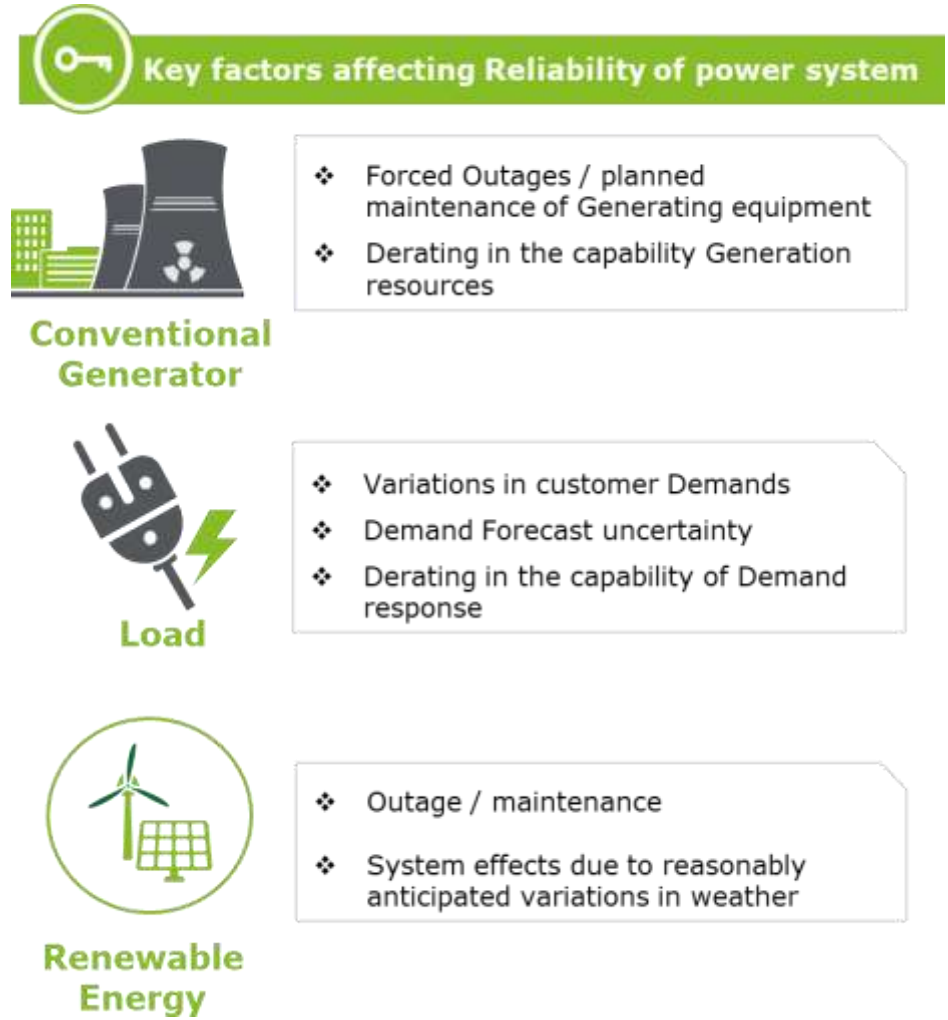 Key factors affecting Reliability of power system
❖ Forced Outages / planned
maintenance of Generating equipment
❖ Derating in the capability Generation
resources
Conventional
Generator
❖ Variations in customer Demands
❖ Demand Forecast uncertainty
❖ Derating in the capability of Demand
response
Load
❖ Outage / maintenance
❖ System effects due to reasonably
anticipated variations in weather
Renewable
Energy